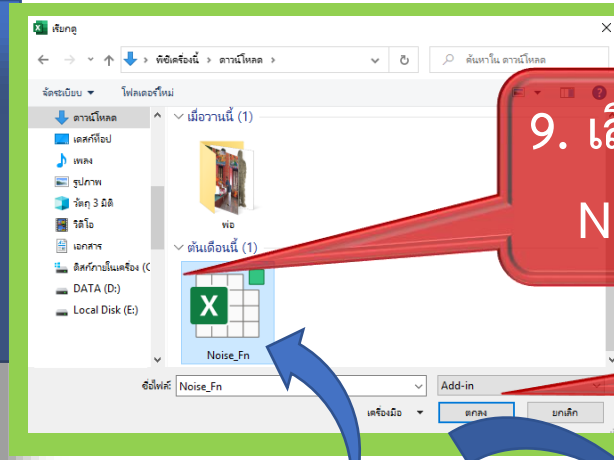 เรียกดู
พีซีเครื่องนี้ › ดาวน์โหลด ›
ค้นหาใน ดาวน์โหลด
จัดระเบียบ
โฟลเดอร์ใหม่
ดาวน์โหลด
เดสก์ท็อป
เพลง
รูปภาพ
วัตถุ 3 มิติ
วิดีโอ
เอกสาร
ดิสก์ภายในเครื่อง (C
DATA (D:)
Local Disk (E:)
เมื่อวานนี้ (1)
พ่อ
ต้นเดือนนี้ (1)
Noise_Fn
9. เลื
N
ชื่อไฟล์: Noise_Fn
Add-in
เครื่องมือ
ตกลง
ยกเลิก